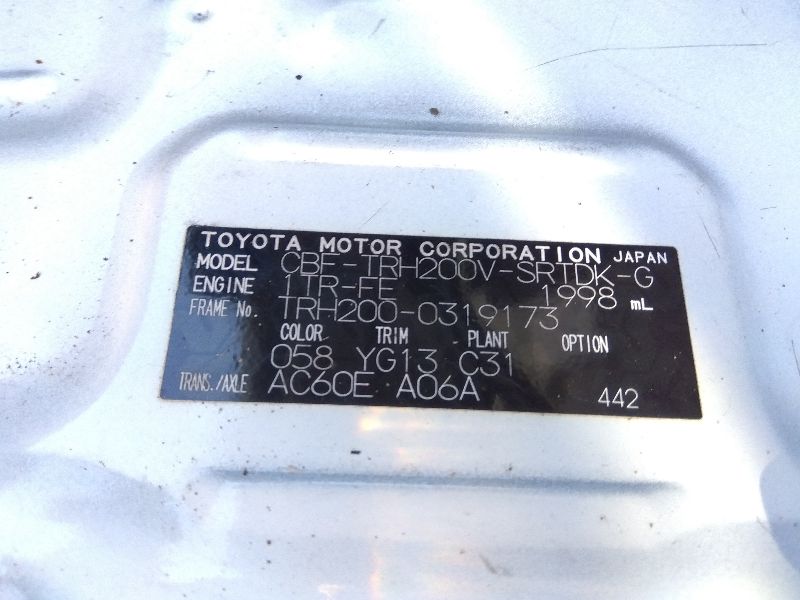 TOYOTA MOTOR CORPORATION JAPAN
MODEL CBF-TRH200V-SRTDK-G
ENGINE 1TR-FE 1998 mL
FRAME No. TRH200-0319173
COLOR TRIM PLANT OPTION
058 YG13 C31
TRANS./AXLE AC60E A06A 442